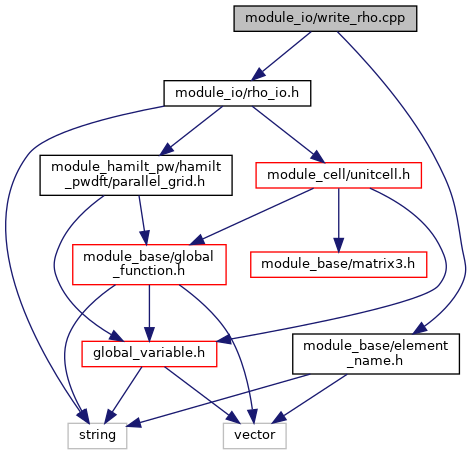 module_io/write_rho.cpp
module_io/rho_io.h
module_hamilt_pw/hamilt
_pwdft/parallel_grid.h
module_cell/unitcell.h
module_base/global
_function.h
module_base/matrix3.h
global_variable.h
module_base/element
_name.h
string
vector